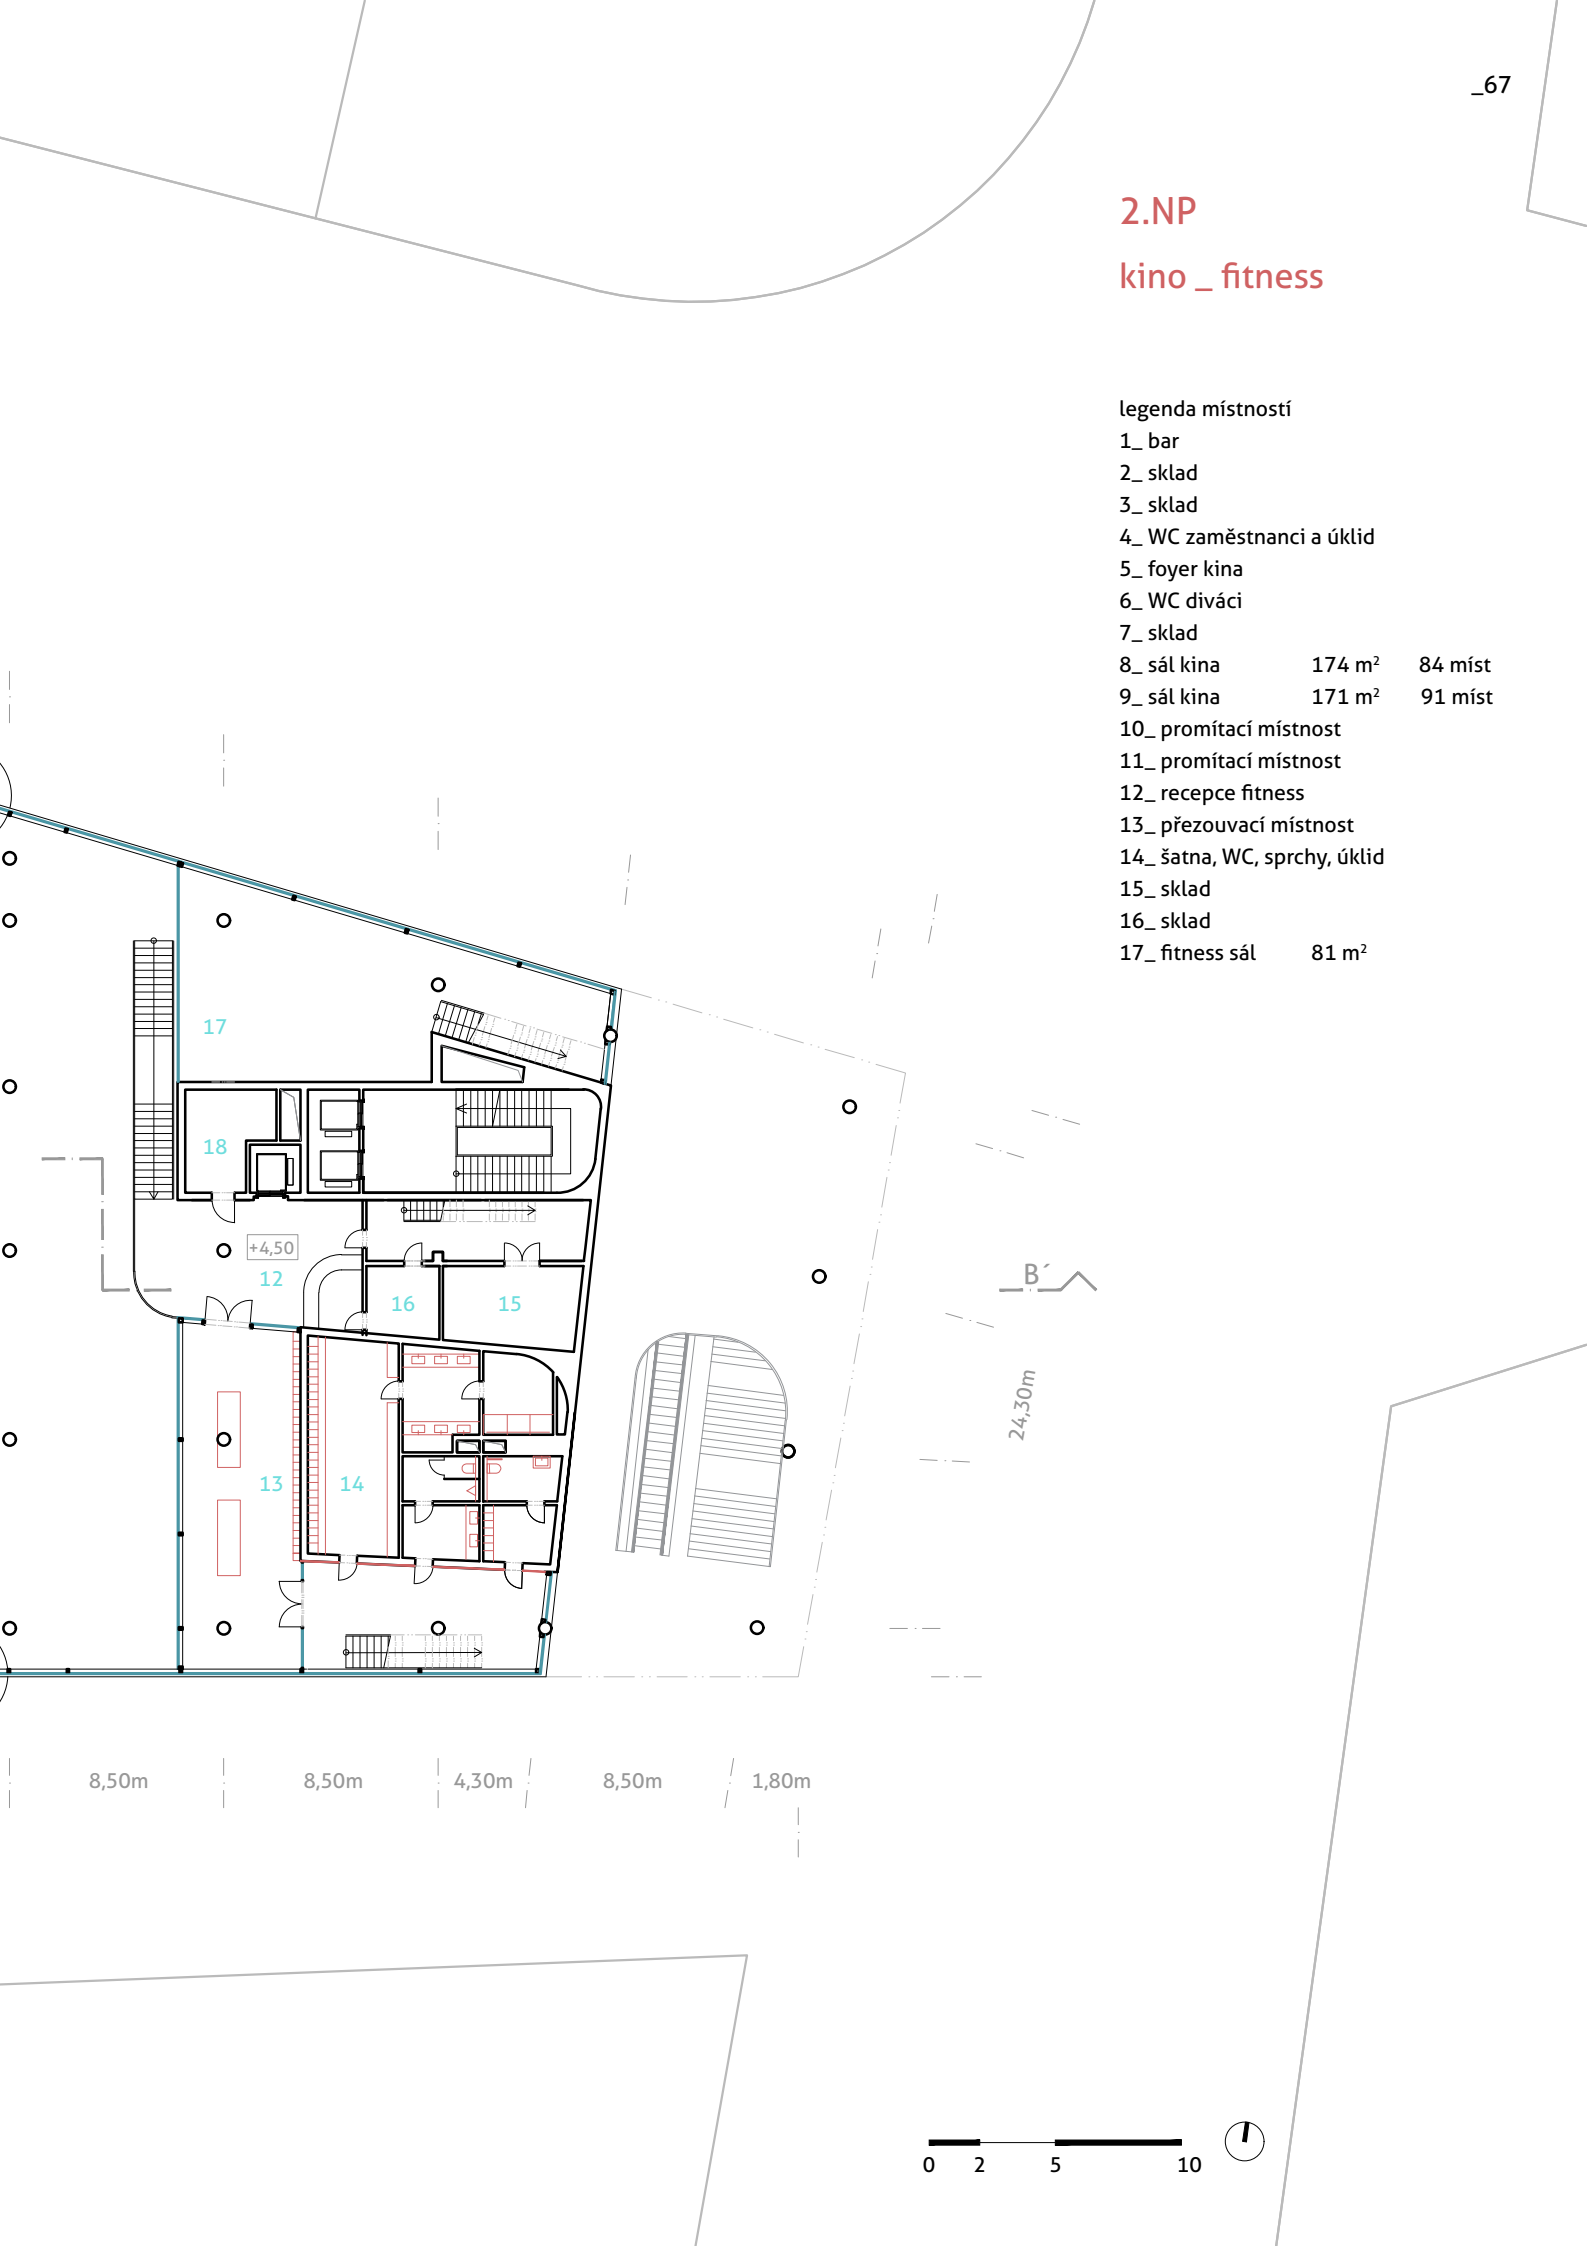 _67
2.NP
kino _ fitness
legenda místností
1_ bar
2_ sklad
3_ sklad
4_ WC zaměstnanci a úklid
5_ foyer kina
6_ WC diváci
7_ sklad
8_ sál kina 174 m² 84 míst
9_ sál kina 171 m² 91 míst
10_ promítací místnost
11_ promítací místnost
12_ recepce fitness
13_ přezouvací místnost
14_ šatna, WC, sprchy, úklid
15_ sklad
16_ sklad
17_ fitness sál 81 m²
17
18
+4,50
12
16
15
B´
24,30m
13
14
8,50m 8,50m 4,30m 8,50m 1,80m
0 2 5 10